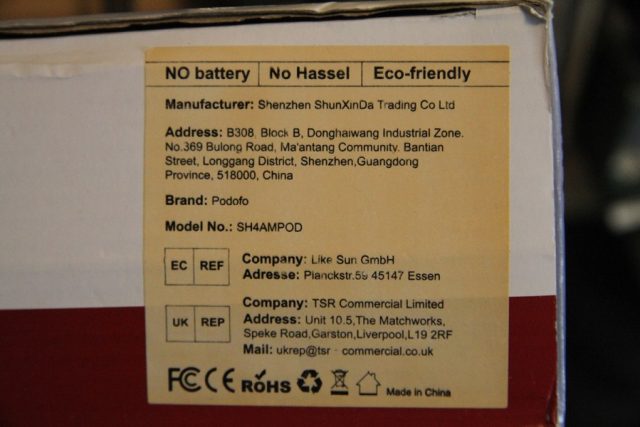 NO battery No Hassel Eco-friendly
Manufacturer: Shenzhen ShunXinDa Trading Co Ltd
Address: B308, Block B, Donghaiwang Industrial Zone.
No.369 Bulong Road, Ma'antang Community. Bantian
Street, Longgang District, Shenzhen,Guangdong
Province, 518000, China
Brand: Podofo
Model No.: SH4AMPOD
EC REF
Company: Like Sun GmbH
Adresse: Planckstr.59 45147 Essen
UK REP
Company: TSR Commercial Limited
Address: Unit 10.5,The Matchworks,
Speke Road,Garston,Liverpool,L19 2RF
Mail: ukrep@tsr - commercial.co.uk
FC CE ROHS Made in China